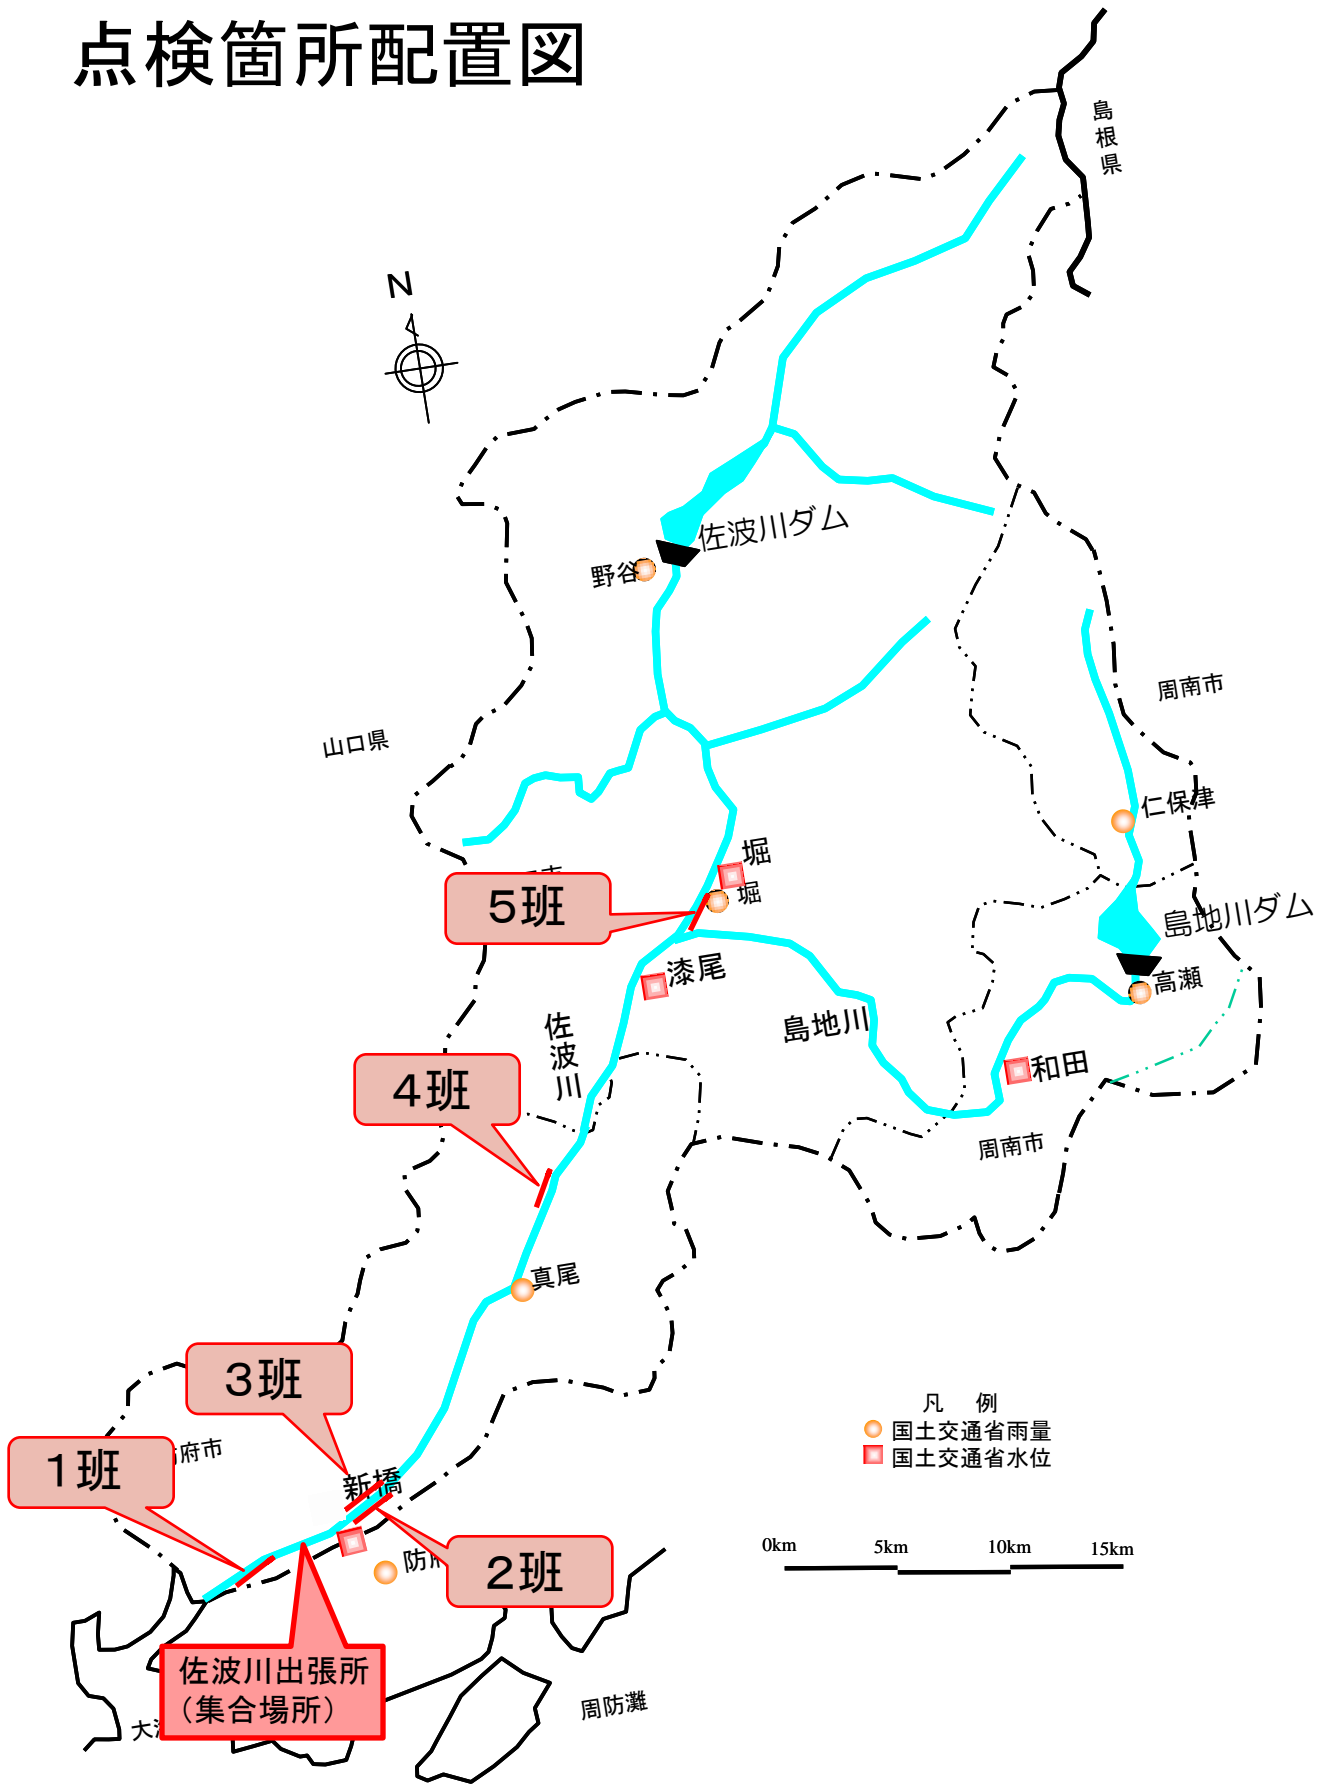 点検箇所配置図
島根県
N
佐波川ダム
野谷
周南市
山口県
仁保津
堀
堀
5班
島地川ダム
漆尾
高瀬
佐波川
島地川
和田
4班
周南市
真尾
3班
凡 例
国土交通省雨量
国土交通省水位
府市
1班
新橋
防府
2班
0km 5km 10km 15km
佐波川出張所
（集合場所）
周防灘
大